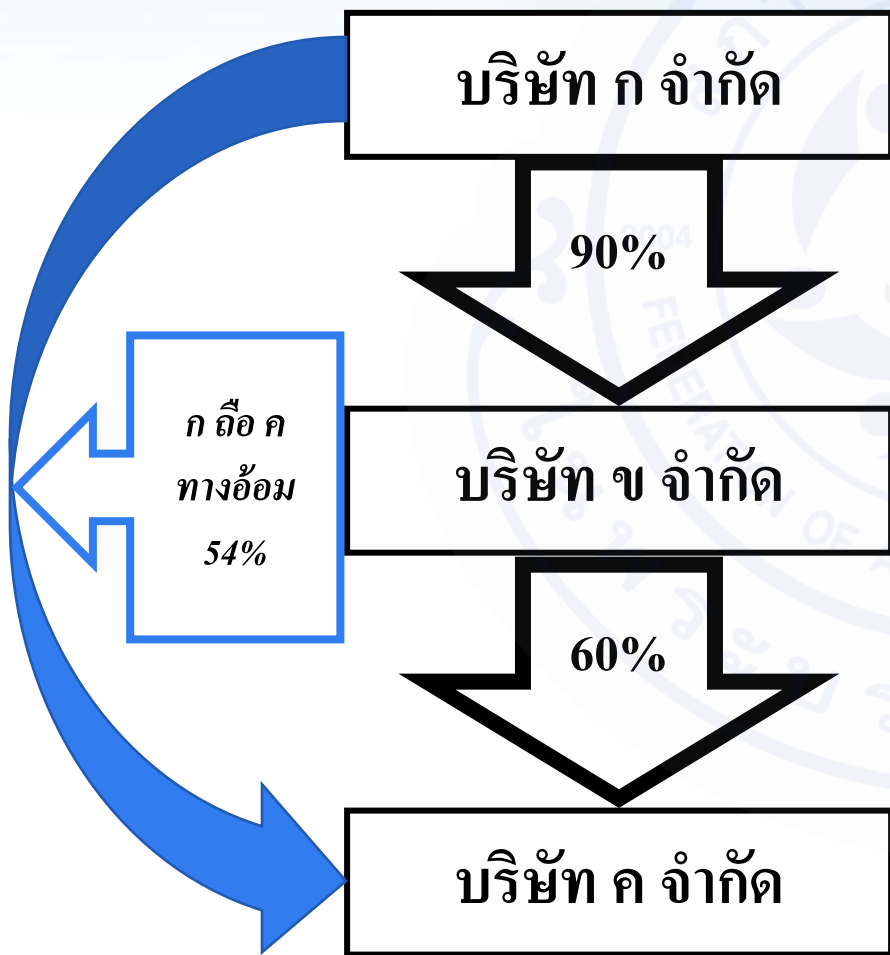 บริษัท ก จำกัด
90%
ก ถือ ค
ทางอ้อม
54%
บริษัท ข จำกัด
60%
บริษัท ค จำกัด
2004